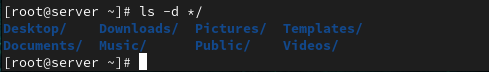 [root@server ~]# ls -d */
Desktop/    Downloads/  Pictures/  Templates/
Documents/  Music/      Public/    Videos/
[root@server ~]#